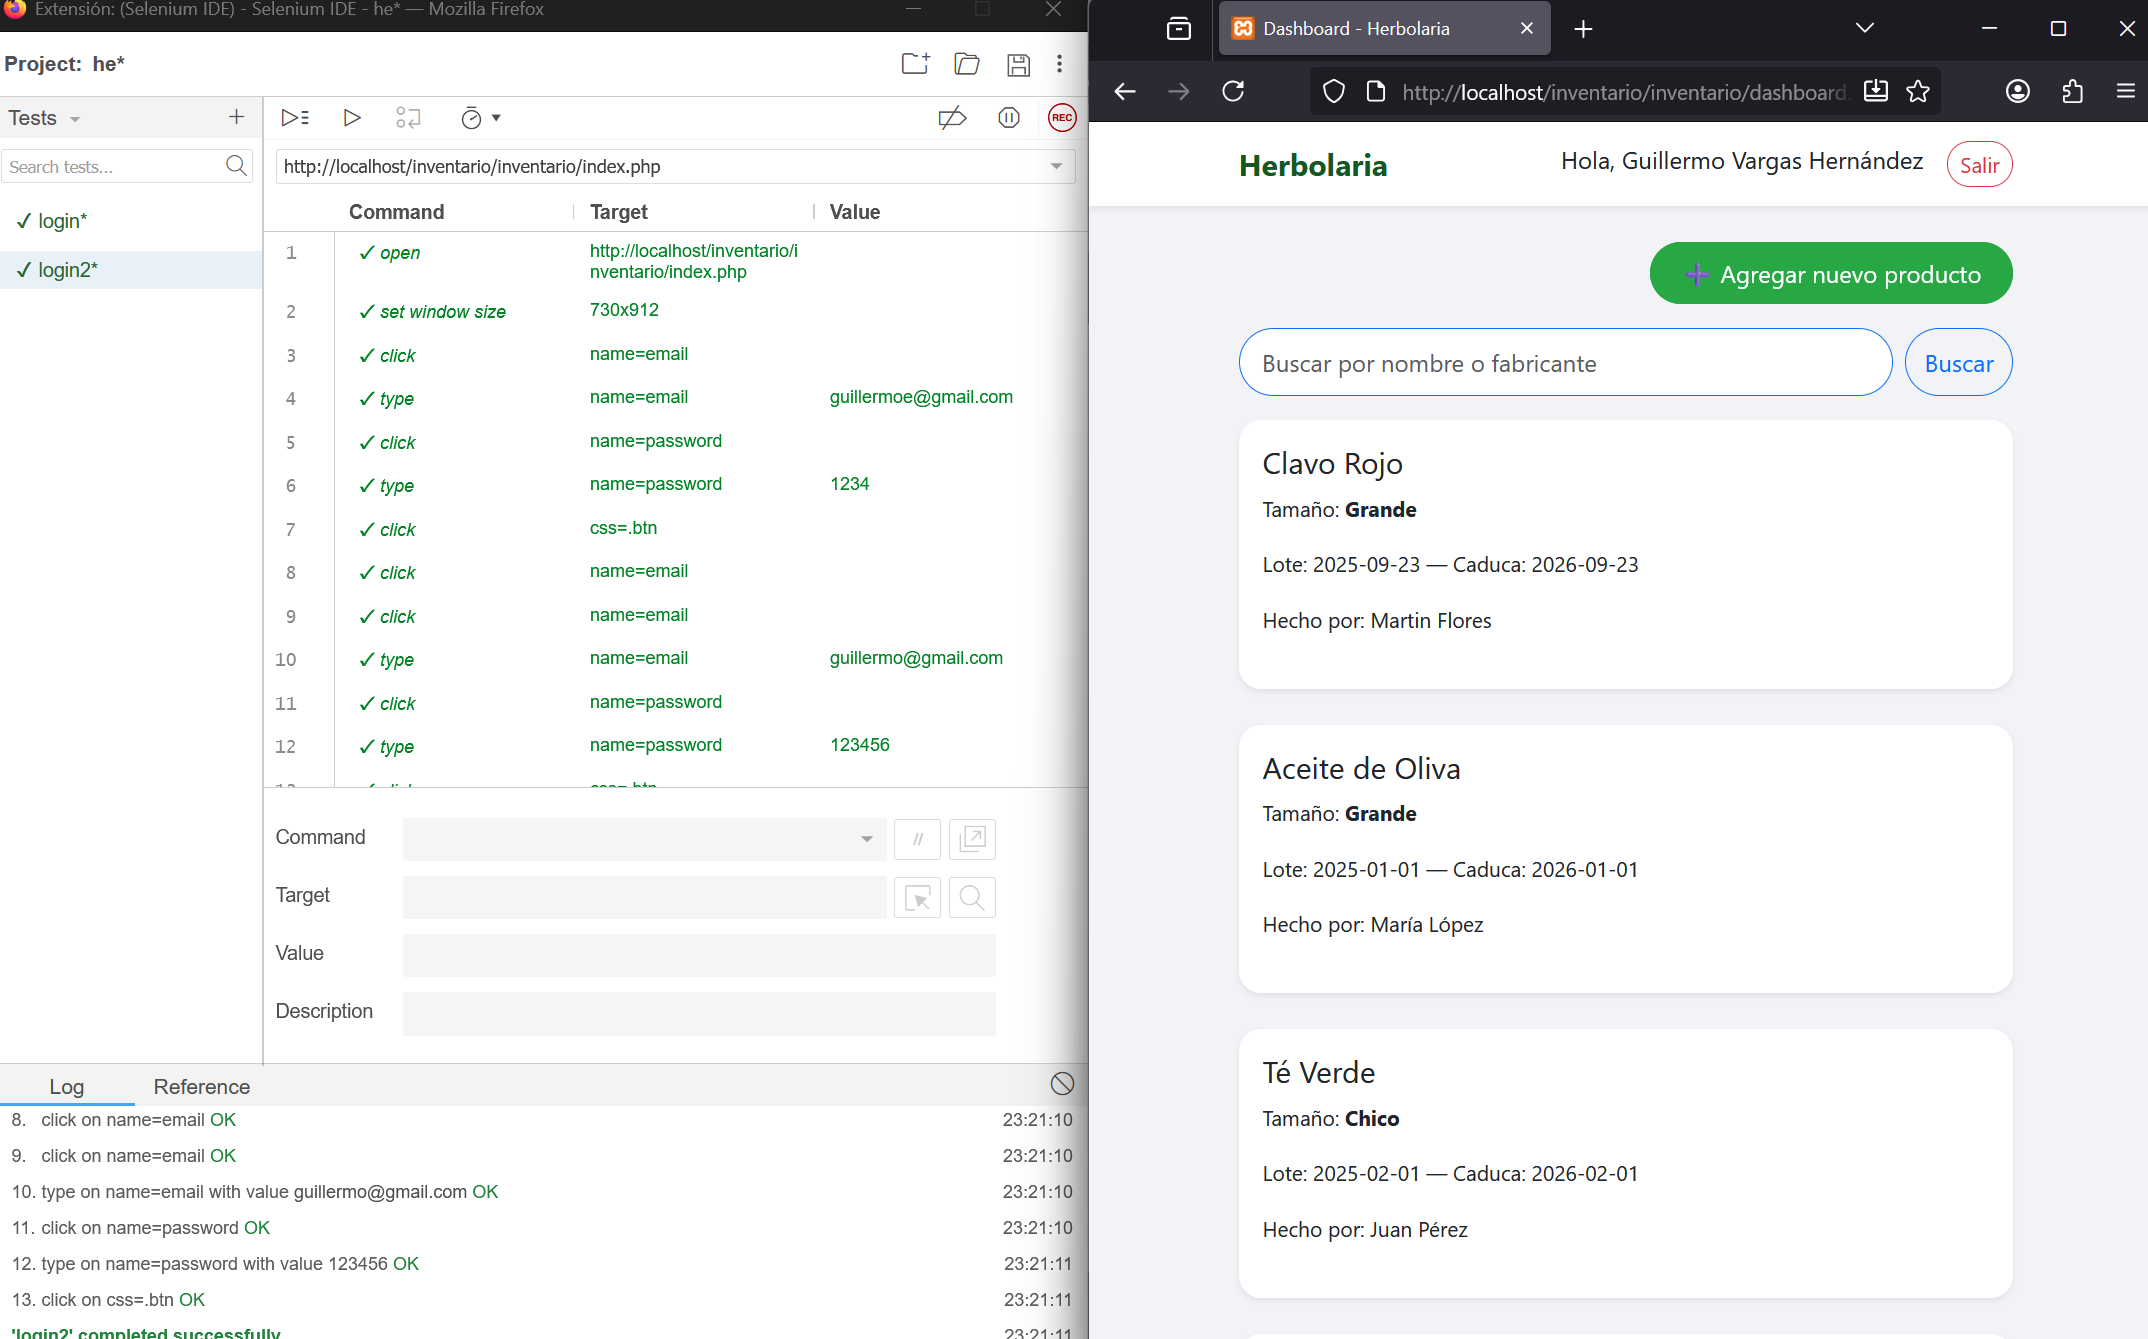 Extensión: (Selenium IDE) - Selenium IDE - he* — Mozilla Firefox
Project: he*
Tests
Search tests...
login*
login2*
REC
http://localhost/inventario/inventario/index.php
Command Target Value
1 open http://localhost/inventario/i
nventario/index.php
2 set window size 730x912
3 click name=email
4 type name=email guillermoe@gmail.com
5 click name=password
6 type name=password 1234
7 click css=.btn
8 click name=email
9 click name=email
10 type name=email guillermo@gmail.com
11 click name=password
12 type name=password 123456
13 click css=.btn
Command //
Target
Value
Description
Log Reference
8. click on name=email OK 23:21:10
9. click on name=email OK 23:21:10
10. type on name=email with value guillermo@gmail.com OK 23:21:10
11. click on name=password OK 23:21:10
12. type on name=password with value 123456 OK 23:21:11
13. click on css=.btn OK 23:21:11
'login2' completed successfully 23:21:11
Dashboard - Herbolaria
http://localhost/inventario/inventario/dashboard.
Herbolaria
Hola, Guillermo Vargas Hernández
Salir
Agregar nuevo producto
Buscar por nombre o fabricante
Buscar
Clavo Rojo
Tamaño: Grande
Lote: 2025-09-23 — Caduca: 2026-09-23
Hecho por: Martin Flores
Aceite de Oliva
Tamaño: Grande
Lote: 2025-01-01 — Caduca: 2026-01-01
Hecho por: María López
Té Verde
Tamaño: Chico
Lote: 2025-02-01 — Caduca: 2026-02-01
Hecho por: Juan Pérez